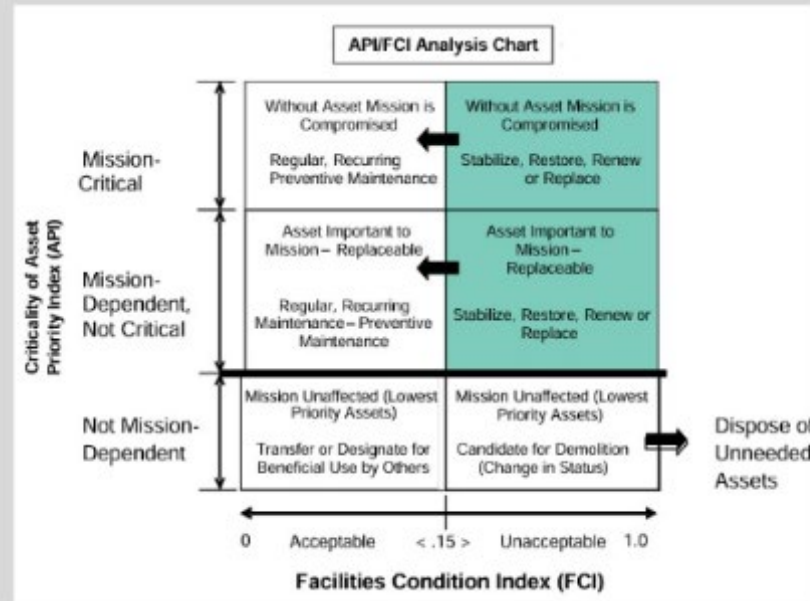 API/FCI Analysis Chart
Criticality of Asset
Priority Index (API)
Mission-
Critical
Without Asset Mission is
Compromised
Regular, Recurring
Preventive Maintenance
Without Asset Mission is
Compromised
Stabilize, Restore, Renew
or Replace
Mission-
Dependent,
Not Critical
Asset Important to
Mission – Replaceable
Regular, Recurring
Maintenance – Preventive
Maintenance
Asset Important to
Mission –
Replaceable
Stabilize, Restore, Renew or
Replace
Not Mission-
Dependent
Mission Unaffected (Lowest
Priority Assets)
Transfer or Designate for
Beneficial Use by Others
Mission Unaffected (Lowest
Priority Assets)
Candidate for Demolition
(Change in Status)
Dispose of
Unneeded
Assets
0 Acceptable < .15 > Unacceptable 1.0
Facilities Condition Index (FCI)